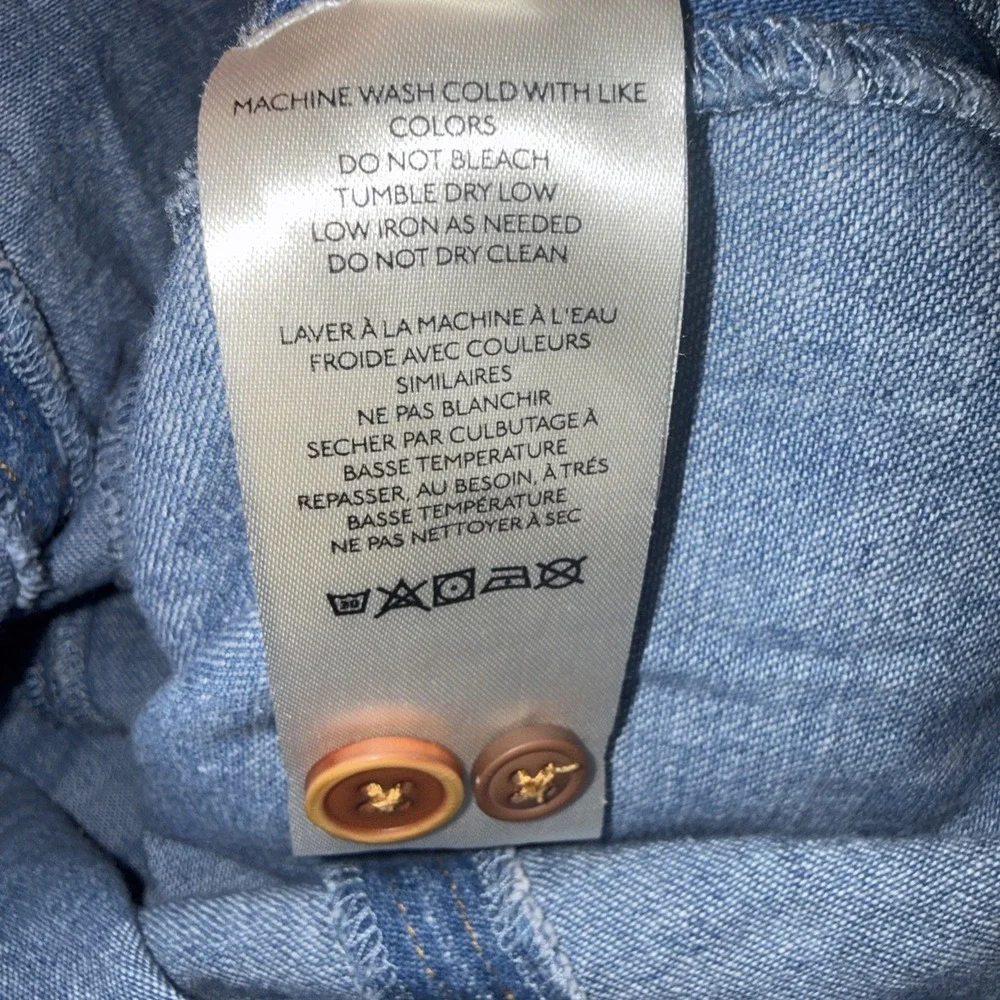 MACHINE WASH COLD WITH LIKE
COLORS
DO NOT BLEACH
TUMBLE DRY LOW
LOW IRON AS NEEDED
DO NOT DRY CLEAN
LAVER À LA MACHINE À L'EAU
FROIDE AVEC COULEURS
SIMILAIRES
NE PAS BLANCHIR
SECHER PAR CULBUTAGE À
BASSE TEMPERATURE
REPASSER, AU BESOIN, À TRÉS
BASSE TEMPÉRATURE
NE PAS NETTOYER À SEC
30